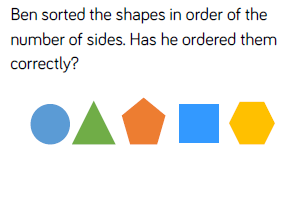 Ben sorted the shapes in order of the
number of sides. Has he ordered them
correctly?